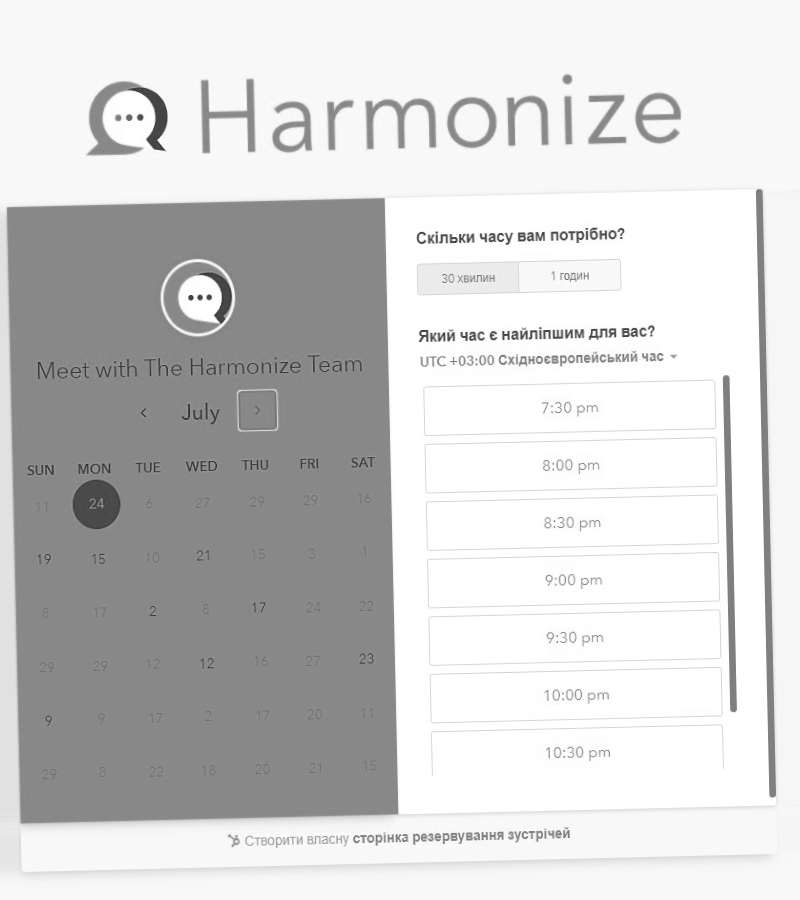 Harmonize
Meet with The Harmonize Team
July
SUN MON TUE WED THU FRI SAT
11 24 6 27 29 29 16
19 15 10 21 15 3 1
8 17 2 8 17 24 22
29 29 12 12 16 27 23
9 9 17 2 17 20 11
29 8 22 18 20 21 15
Скільки часу вам потрібно?
30 хвилин 1 годин
Який час є найліпшим для вас?
UTC +03:00 Східноєвропейський час
7:30 pm
8:00 pm
8:30 pm
9:00 pm
9:30 pm
10:00 pm
10:30 pm
Створити власну сторінка резервування зустрічей